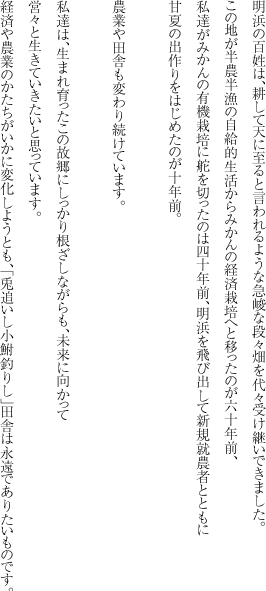 明浜の百姓は、耕して天に至ると言われるような急峻な段々畑を代々受け継いできました。
この地が半農半漁の自給的生活からみかんの経済栽培へと移ったのが六十年前、
私達がみかんの有機栽培に舵を切ったのは四十年前、明浜を飛び出して新規就農者とともに
甘夏の出作りをはじめたのが十年前。
農業や田舎も変わり続けています。
私達は、生まれ育ったこの故郷にしっかり根ざしながらも、未来に向かって
営々と生きていきたいと思っています。
経済や農業のかたちがいかに変化しようとも、「兎追いし小鮒釣りし」田舎は永遠でありたいものです。